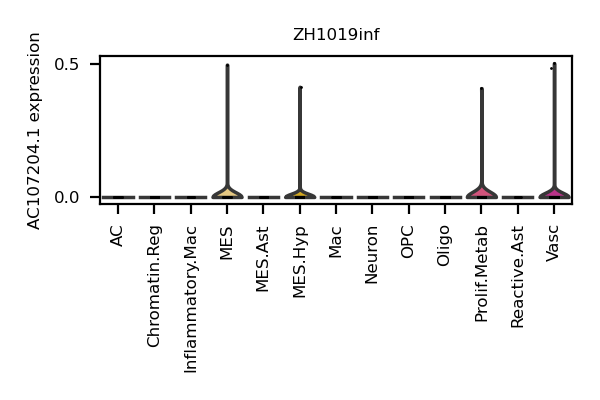 ZH1019inf
AC107204.1 expression
0.5
0.0
AC
Chromatin.Reg
Inflammatory.Mac
MES
MES.Ast
MES.Hyp
Mac
Neuron
OPC
Oligo
Prolif.Metab
Reactive.Ast
Vasc